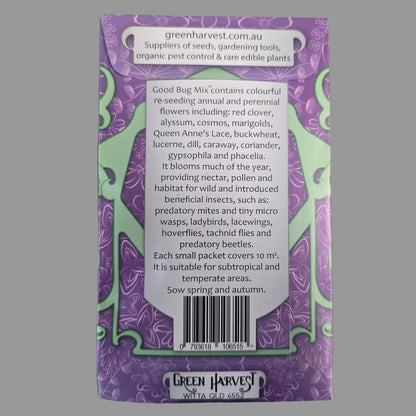 greenharvest.com.au
Suppliers of seeds, gardening tools,
organic pest control & rare edible plants
Good Bug Mix™ contains colourful
re-seeding annual and perennial
flowers including: red clover,
alyssum, cosmos, marigolds,
Queen Anne's Lace, buckwheat,
lucerne, dill, caraway, coriander,
gypsophila and phacelia.
It blooms much of the year,
providing nectar, pollen and
habitat for wild and introduced
beneficial insects, such as:
predatory mites and tiny micro
wasps, ladybirds, lacewings,
hoverflies, tachnid flies and
predatory beetles.
Each small packet covers 10 m².
It is suitable for subtropical and
temperate areas.
Sow spring and autumn.
0 793618 106515 >
GREEN HARVEST
WITTA QLD 4552